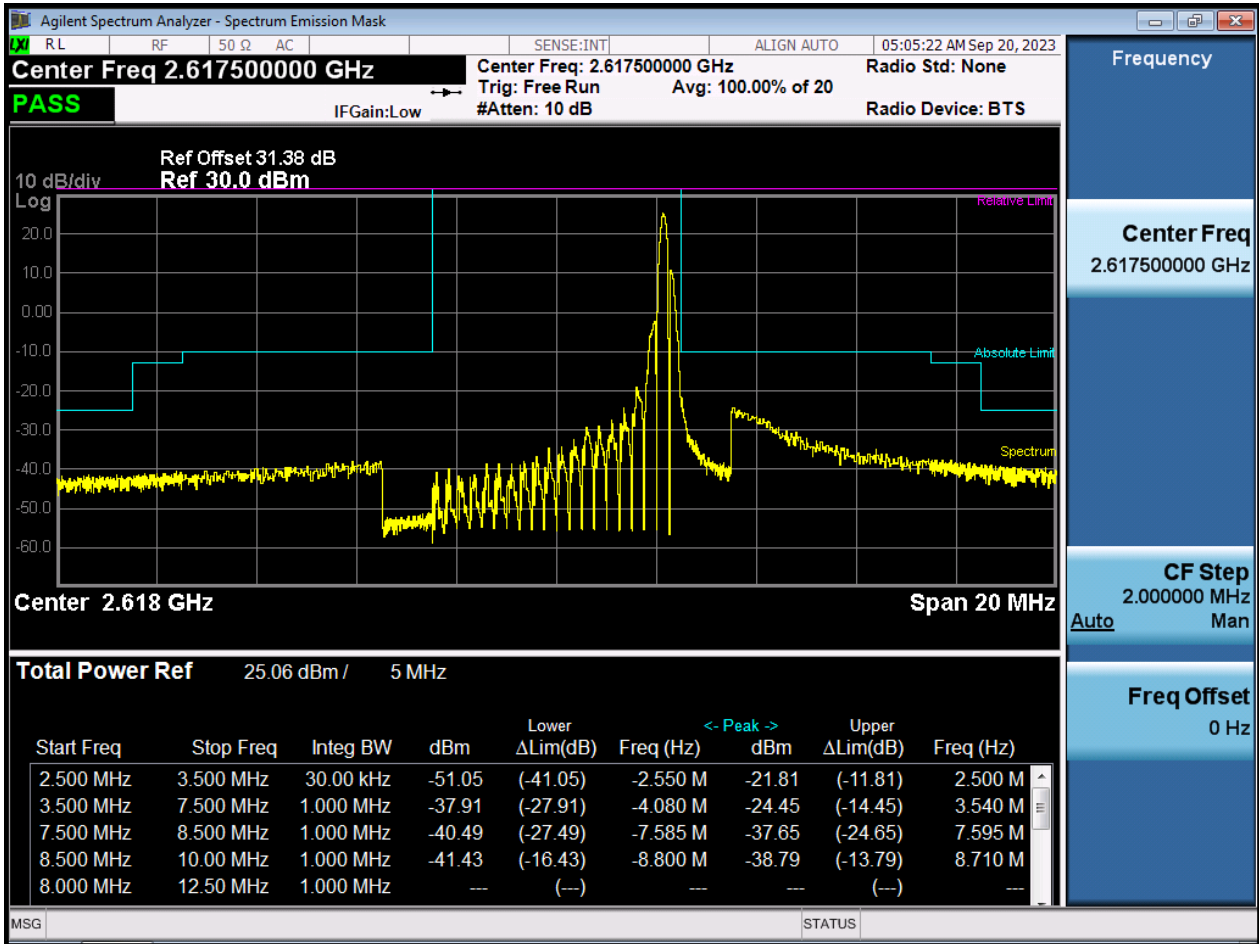 Agilent Spectrum Analyzer - Spectrum Emission Mask
LXI RL RF 50 Ω AC SENSE:INT ALIGN AUTO 05:05:22 AM Sep 20, 2023
Center Freq 2.617500000 GHz
PASS
IFGain:Low
Center Freq: 2.617500000 GHz
Trig: Free Run Avg: 100.00% of 20
#Atten: 10 dB
Radio Std: None
Radio Device: BTS
Ref Offset 31.38 dB
10 dB/div Ref 30.0 dBm
Log
Relative Limit
20.0
10.0
0.00
-10.0
Absolute Limit
-20.0
-30.0
Spectrum
-40.0
-50.0
-60.0
Center 2.618 GHz Span 20 MHz
Total Power Ref 25.06 dBm / 5 MHz
Lower <- Peak -> Upper
Start Freq Stop Freq Integ BW dBm ΔLim(dB) Freq (Hz) dBm ΔLim(dB) Freq (Hz)
2.500 MHz 3.500 MHz 30.00 kHz -51.05 (-41.05) -2.550 M -21.81 (-11.81) 2.500 M
3.500 MHz 7.500 MHz 1.000 MHz -37.91 (-27.91) -4.080 M -24.45 (-14.45) 3.540 M
7.500 MHz 8.500 MHz 1.000 MHz -40.49 (-27.49) -7.585 M -37.65 (-24.65) 7.595 M
8.500 MHz 10.00 MHz 1.000 MHz -41.43 (-16.43) -8.800 M -38.79 (-13.79) 8.710 M
8.000 MHz 12.50 MHz 1.000 MHz --- (---) --- --- (---) ---
MSG STATUS
Frequency
Center Freq
2.617500000 GHz
CF Step
2.000000 MHz
Auto Man
Freq Offset
0 Hz